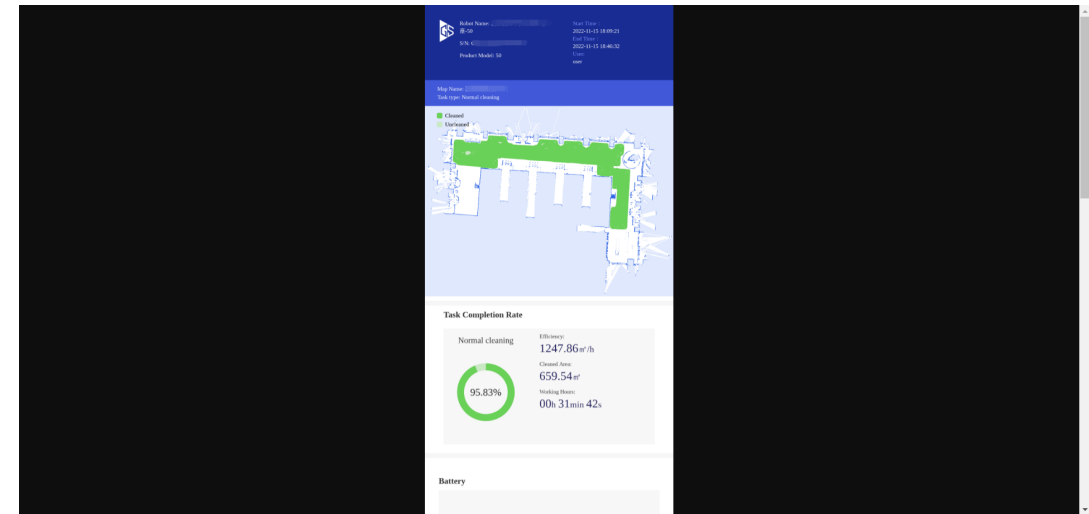 GS
Robot Name:
-50
S/N:
Product Model: 50
Start Time :
2022-11-15 18:09:21
End Time :
2022-11-15 18:46:32
User:
user
Map Name:
Task type: Normal cleaning
Cleaned
Uncleaned
Task Completion Rate
Normal cleaning
95.83%
Efficiency:
1247.86㎡/h
Cleaned Area:
659.54㎡
Working Hours:
00h 31min 42s
Battery